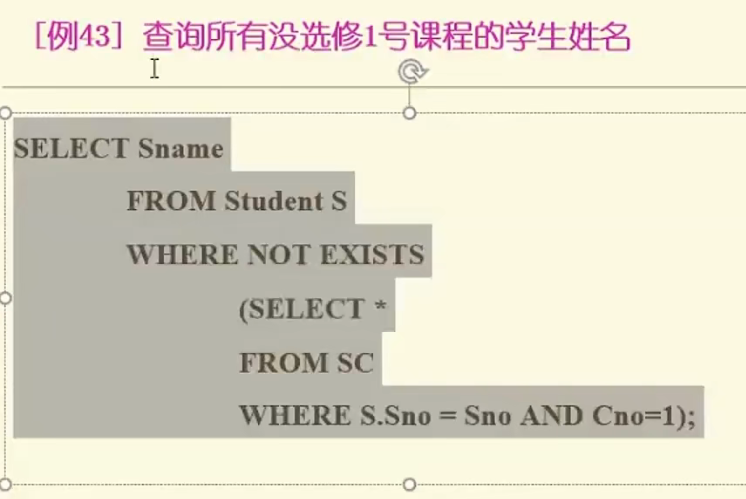 [例43] 查询所有没选修1号课程的学生姓名
SELECT Sname
FROM Student S
WHERE NOT EXISTS
(SELECT *
FROM SC
WHERE S.Sno = Sno AND Cno=1);